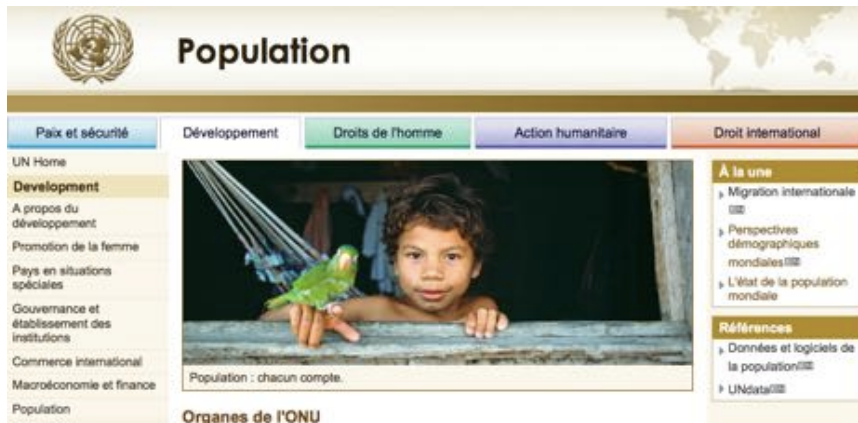 Population
Paix et sécurité
Développement
Droits de l'homme
Action humanitaire
Droit international
UN Home
Development
A propos du
développement
Promotion de la femme
Pays en situations
spéciales
Gouvernance et
établissement des
institutions
Commerce international
Macroéconomie et finance
Population
Population : chacun compte.
Organes de l'ONU
À la une
Migration internationale
Perspectives
démographiques
mondiales
L'état de la population
mondiale
Références
Données et logiciels de
la population
UNdata